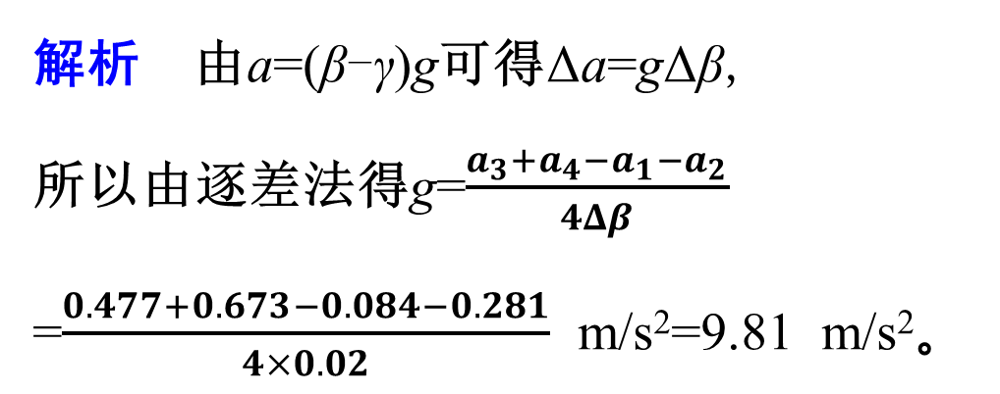 解析 由a=(β-γ)g可得Δa=gΔβ,
所以由逐差法得g=\frac{a₃+a₄-a₁-a₂}{4Δβ}
=\frac{0.477+0.673-0.084-0.281}{4×0.02} m/s²=9.81 m/s²。